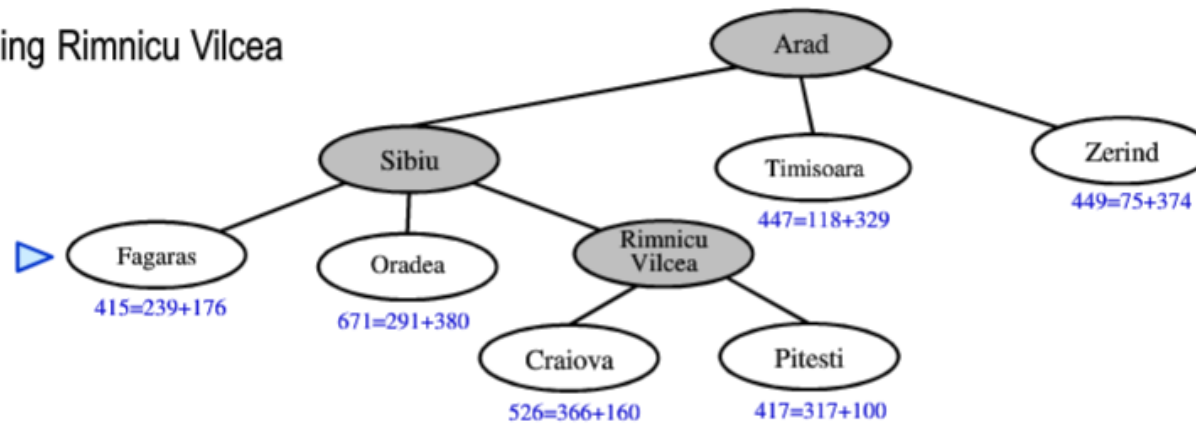 ing Rimnicu Vilcea
Arad
Sibiu
Timisoara
447=118+329
Zerind
449=75+374
Fagaras
415=239+176
Oradea
671=291+380
Rimnicu
Vilcea
Craiova
526=366+160
Pitesti
417=317+100